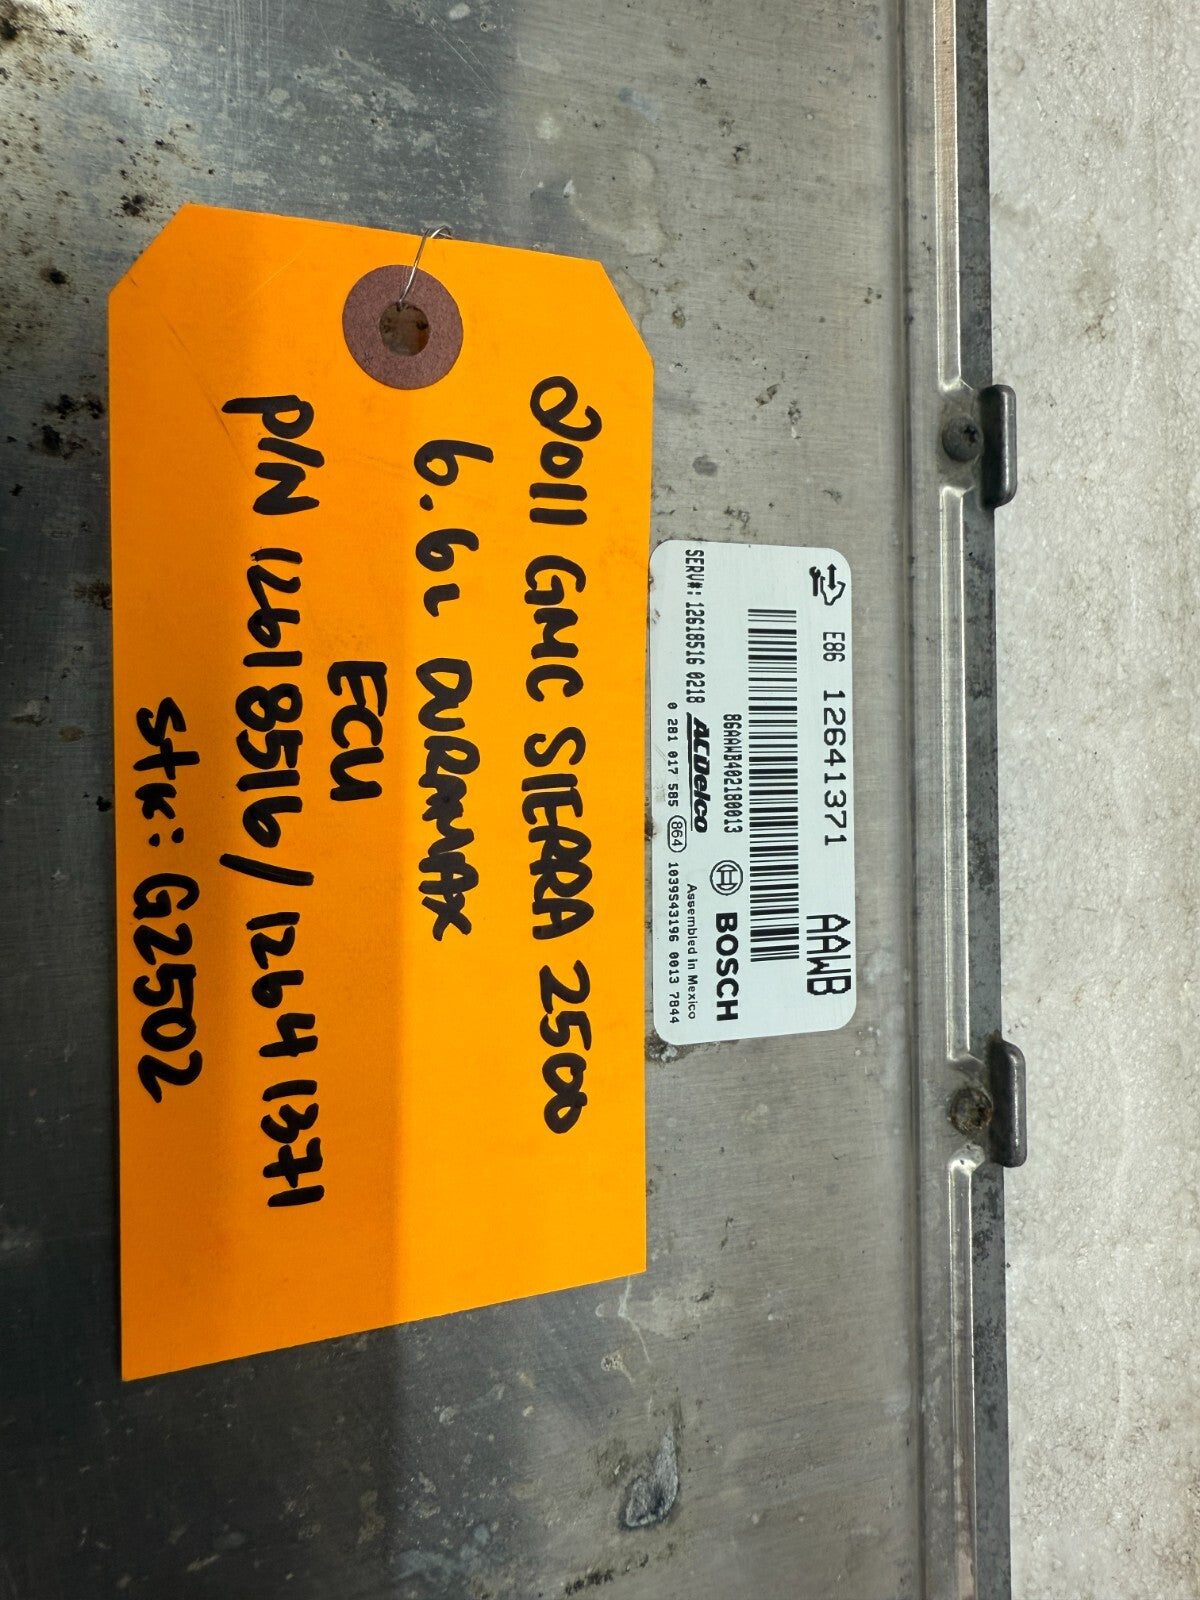 2011 GMC SIERRA 2500
6.6L DURAMAX
ECU
P/N 12618516/12641371
Stk: G2502
E86 12641371 AAWB
86AAWB402180013
SERV#: 12618516 0218 ACDelco BOSCH
Assembled in Mexico
0 281 017 585 864 1039S43196 0013 7844